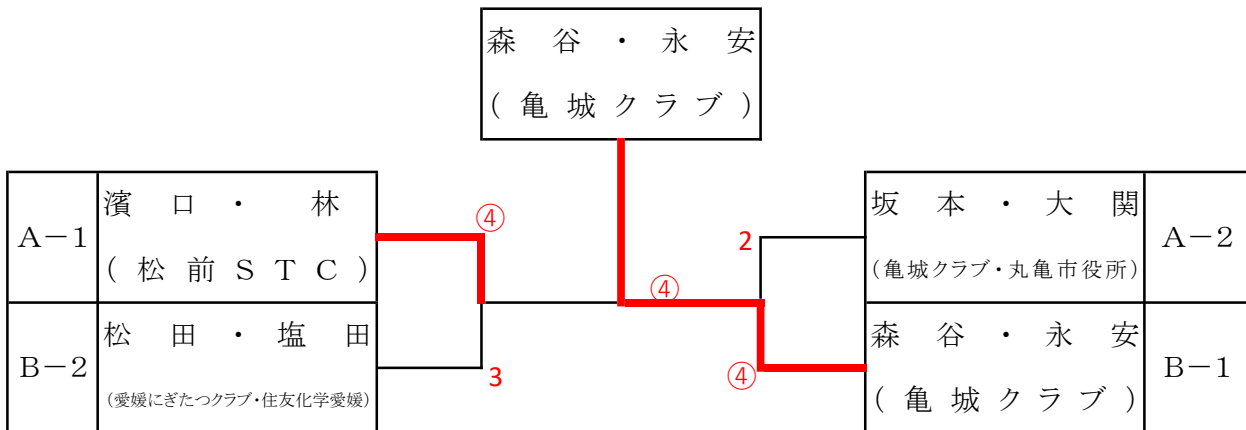 森谷・永安
(亀城クラブ)
A-1
濱口・林
(松前STC)
④
B-2
松田・塩田
(愛媛にぎたつクラブ・住友化学愛媛)
3
④
2
坂本・大関
(亀城クラブ・丸亀市役所)
A-2
④
森谷・永安
(亀城クラブ)
B-1